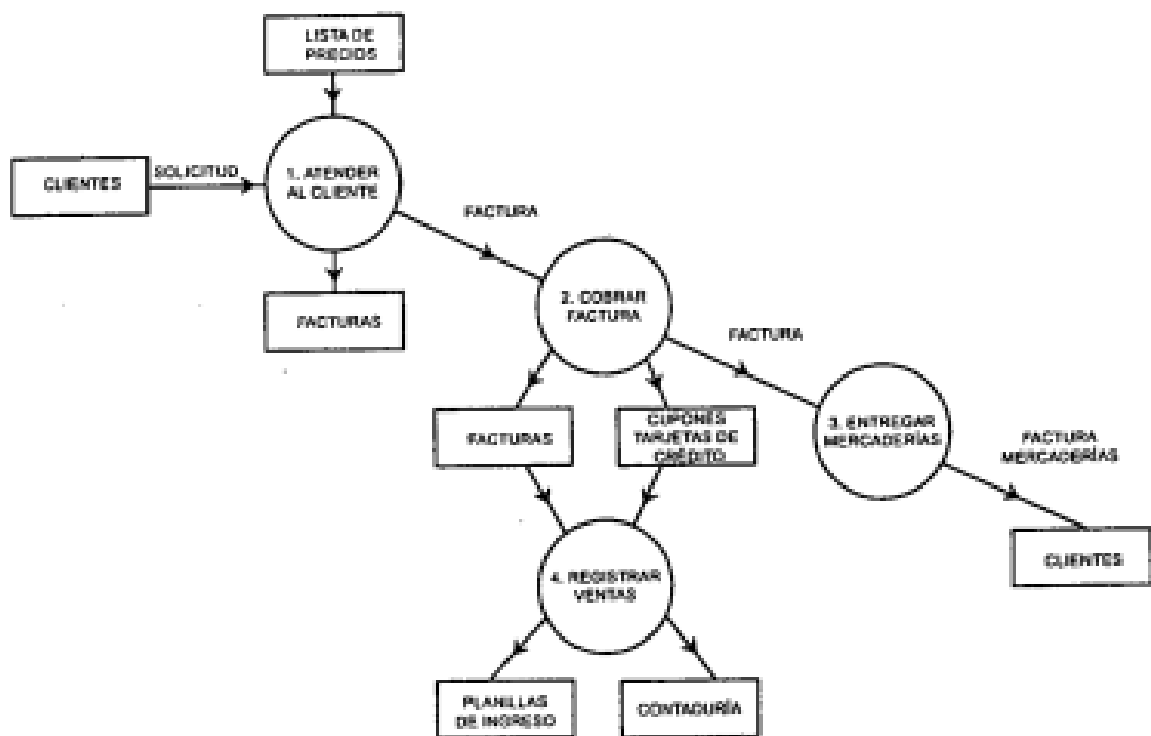 LISTA DE
PRECIOS
CLIENTES
SOLICITUD
1. ATENDER
AL CLIENTE
FACTURA
FACTURAS
2. COBRAR
FACTURA
FACTURA
FACTURAS
CUPONES
TARJETAS DE
CRÉDITO
3. ENTREGAR
MERCADERÍAS
FACTURA
MERCADERÍAS
CLIENTES
4. REGISTRAR
VENTAS
PLANILLAS
DE INGRESO
CONTADURÍA